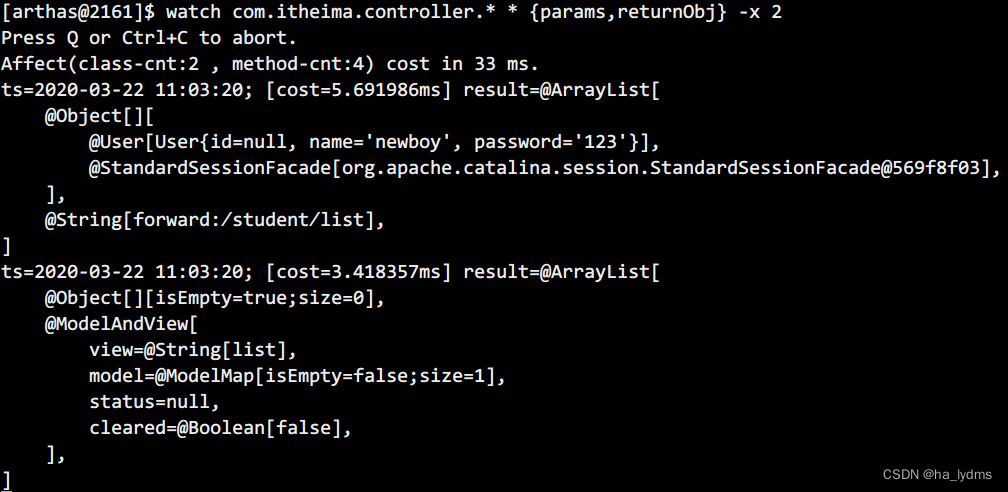 [arthas@2161]$ watch com.itheima.controller.* * {params,returnObj} -x 2
Press Q or Ctrl+C to abort.
Affect(class-cnt:2 , method-cnt:4) cost in 33 ms.
ts=2020-03-22 11:03:20; [cost=5.691986ms] result=@ArrayList[
    @Object[][
        @User[User{id=null, name='newboy', password='123'}],
        @StandardSessionFacade[org.apache.catalina.session.StandardSessionFacade@569f8f03],
    ],
    @String[forward:/student/list],
]
ts=2020-03-22 11:03:20; [cost=3.418357ms] result=@ArrayList[
    @Object[][isEmpty=true;size=0],
    @ModelAndView[
        view=@String[list],
        model=@ModelMap[isEmpty=false;size=1],
        status=null,
        cleared=@Boolean[false],
    ],
]
CSDN @ha_lydms